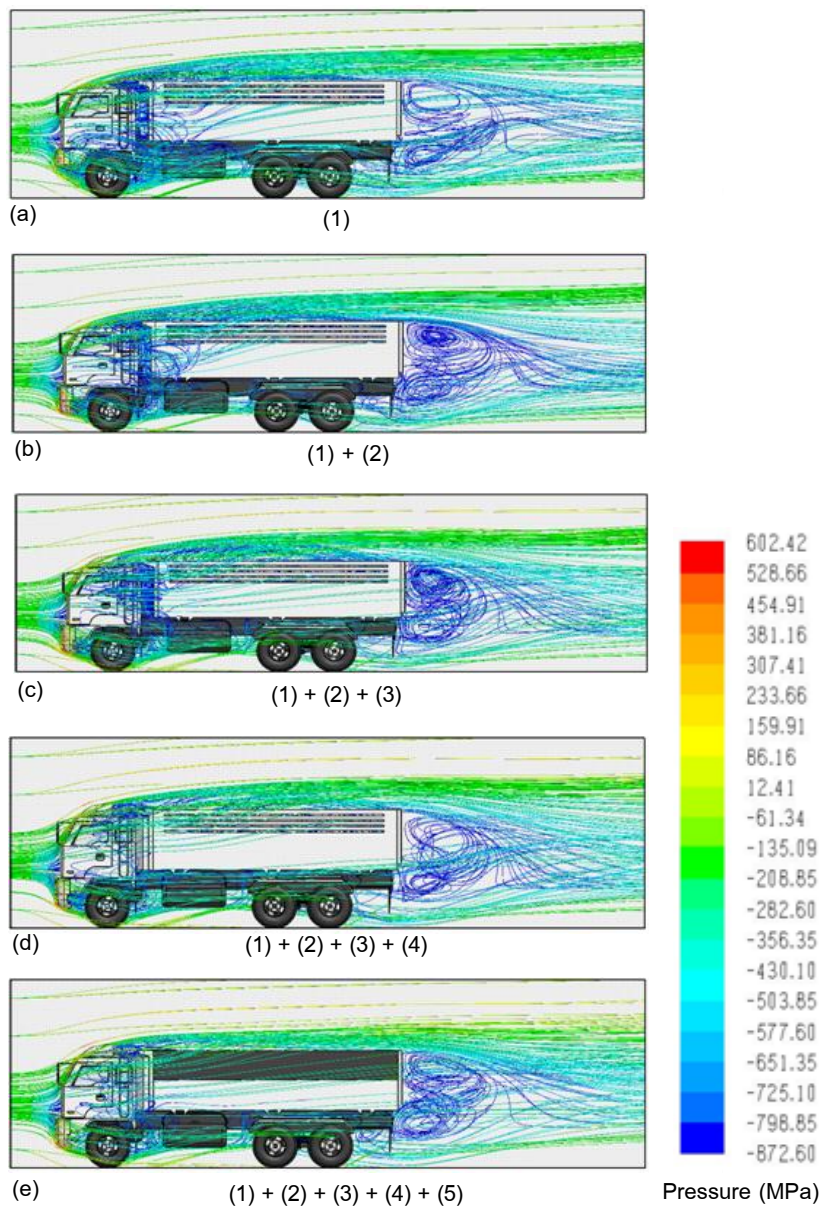 (a)
(1)
(b)
(1) + (2)
(c)
(1) + (2) + (3)
(d)
(1) + (2) + (3) + (4)
(e)
(1) + (2) + (3) + (4) + (5)
602.42
528.66
454.91
381.16
307.41
233.66
159.91
86.16
12.41
-61.34
-135.09
-208.85
-282.60
-356.35
-430.10
-503.85
-577.60
-651.35
-725.10
-798.85
-872.60
Pressure (MPa)